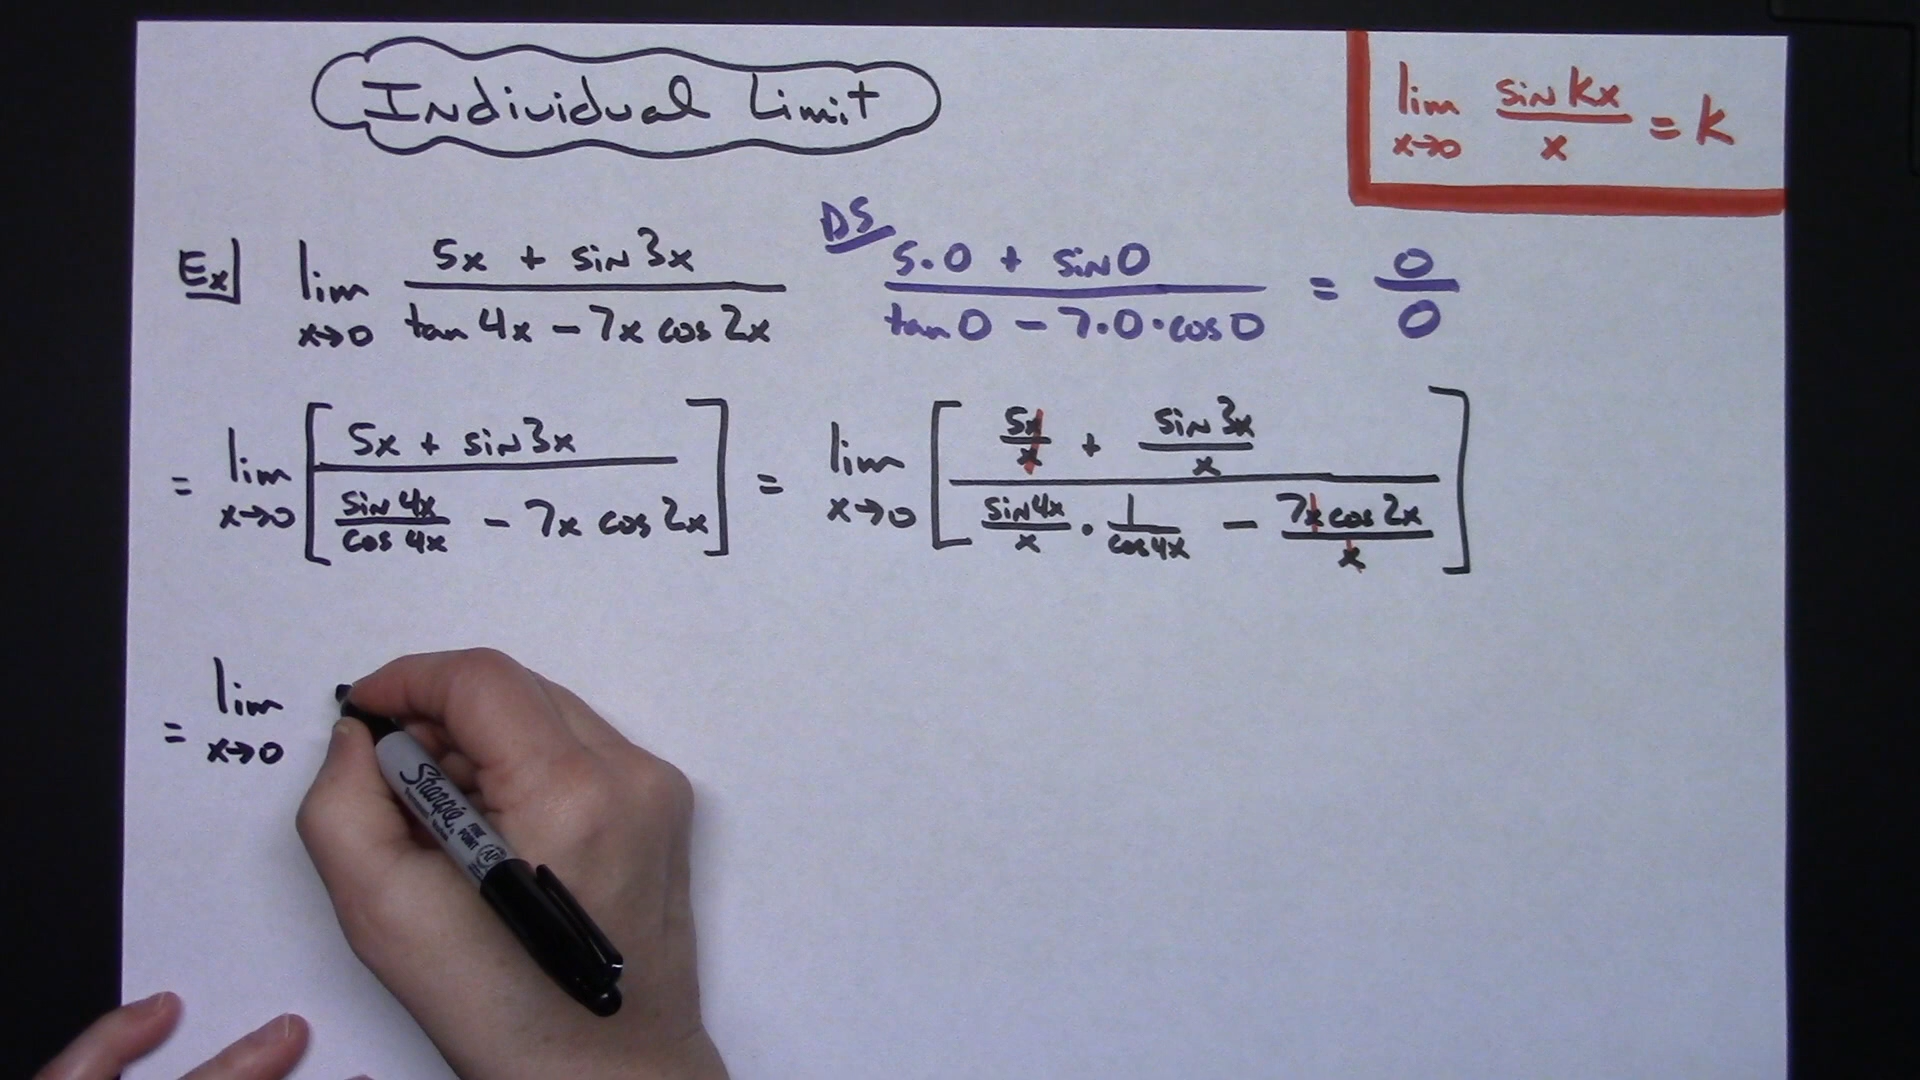 Individual Limit
lim x→0 sin kx / x = k
Ex lim x→0 5x + sin 3x / tan 4x − 7x cos 2x
DS 5·0 + sin 0 / tan 0 − 7·0·cos 0 = 0/0
= lim x→0 [ 5x + sin 3x / sin 4x / cos 4x − 7x cos 2x ] = lim x→0 [ 5x/x + sin 3x / x / sin 4x / x · 1 / cos 4x − 7x cos 2x / x ]
= lim x→0
Sharpie
FINE POINT
AP